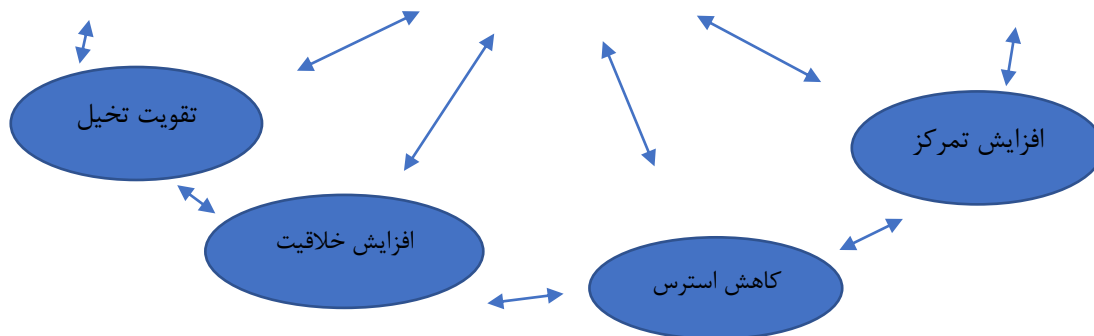 افزایش تمرکز
تقویت تخیل
افزایش خلاقیت
کاهش استرس